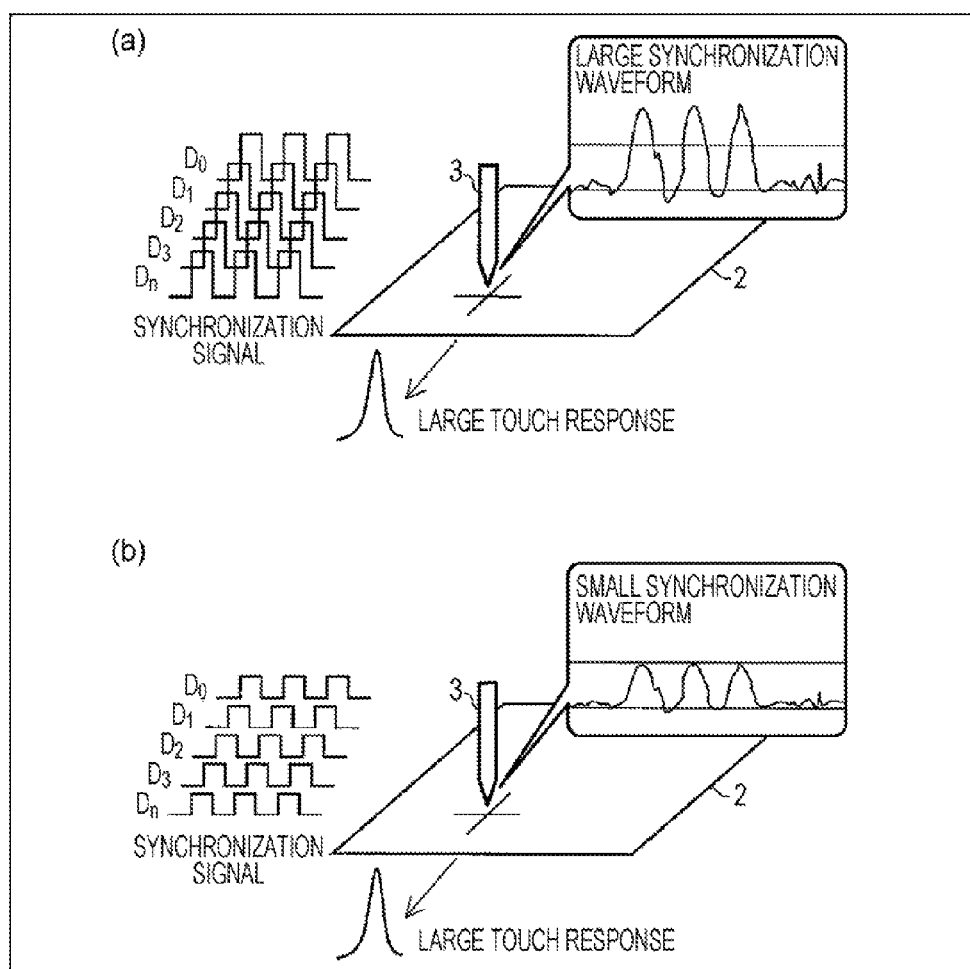 (a)
LARGE SYNCHRONIZATION
WAVEFORM
D0
D1
D2
D3
Dn
3
2
SYNCHRONIZATION
SIGNAL
LARGE TOUCH RESPONSE
(b)
SMALL SYNCHRONIZATION
WAVEFORM
D0
D1
D2
D3
Dn
3
2
SYNCHRONIZATION
SIGNAL
LARGE TOUCH RESPONSE